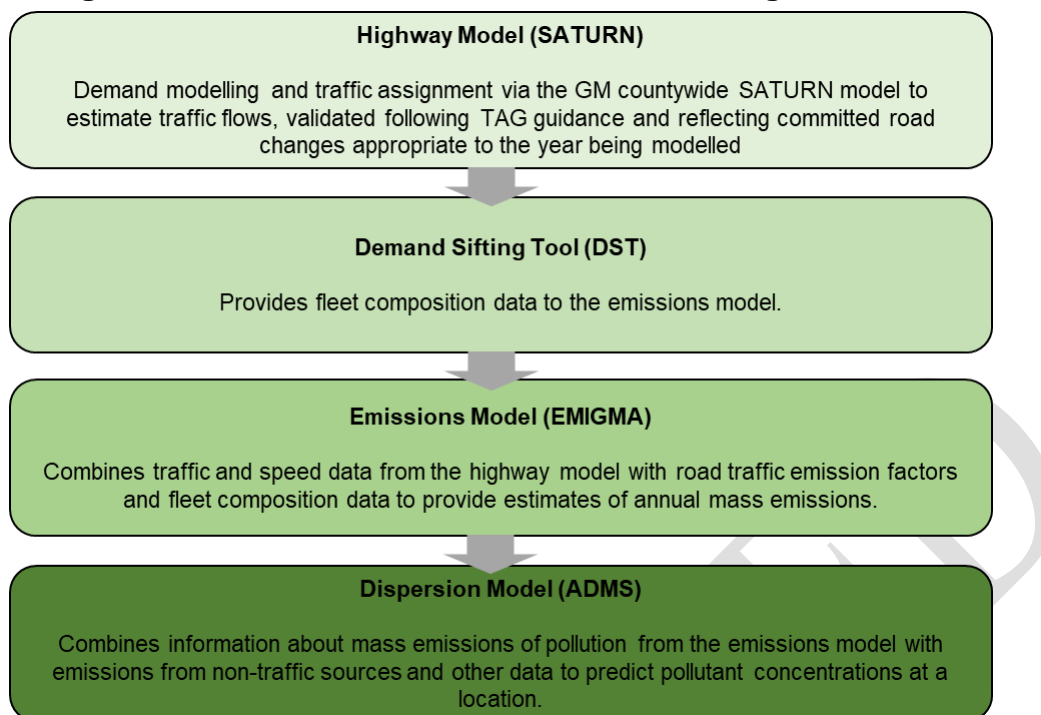 Highway Model (SATURN)
Demand modelling and traffic assignment via the GM countywide SATURN model to
estimate traffic flows, validated following TAG guidance and reflecting committed road
changes appropriate to the year being modelled
Demand Sifting Tool (DST)
Provides fleet composition data to the emissions model.
Emissions Model (EMIGMA)
Combines traffic and speed data from the highway model with road traffic emission factors
and fleet composition data to provide estimates of annual mass emissions.
Dispersion Model (ADMS)
Combines information about mass emissions of pollution from the emissions model with
emissions from non-traffic sources and other data to predict pollutant concentrations at a
location.